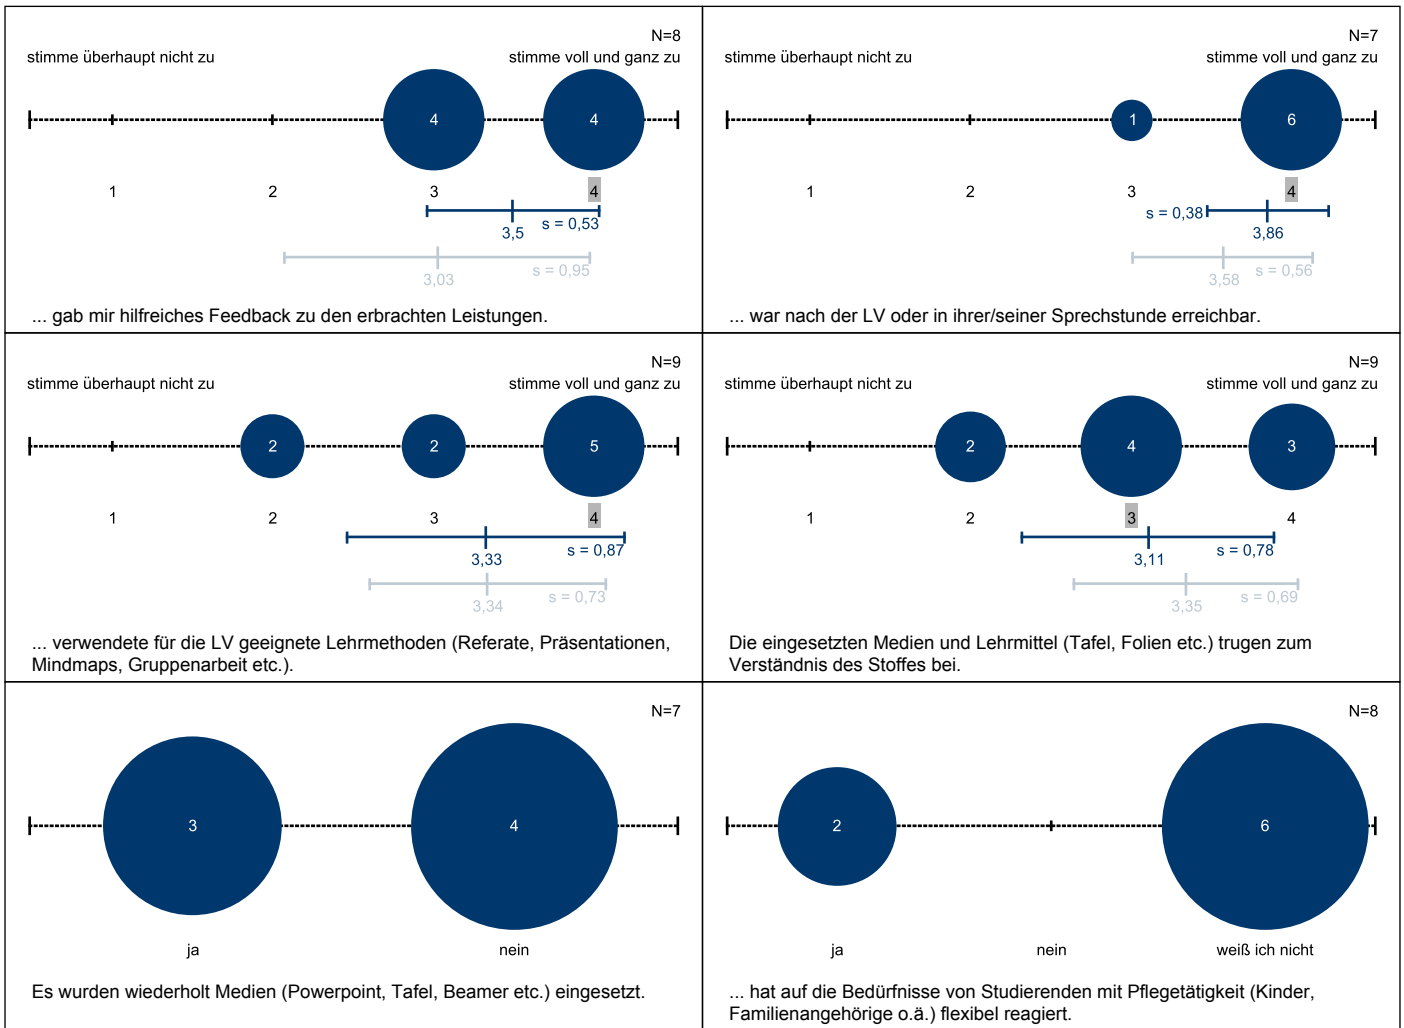 N=8
stimme überhaupt nicht zu
stimme voll und ganz zu
4
4
1
2
3
4
s = 0,53
3,5
s = 0,95
3,03
... gab mir hilfreiches Feedback zu den erbrachten Leistungen.
N=7
stimme überhaupt nicht zu
stimme voll und ganz zu
1
6
1
2
3
4
s = 0,38
3,86
s = 0,56
3,58
... war nach der LV oder in ihrer/seiner Sprechstunde erreichbar.
N=9
stimme überhaupt nicht zu
stimme voll und ganz zu
2
2
5
1
2
3
4
s = 0,87
3,33
s = 0,73
3,34
... verwendete für die LV geeignete Lehrmethoden (Referate, Präsentationen,
Mindmaps, Gruppenarbeit etc.).
N=9
stimme überhaupt nicht zu
stimme voll und ganz zu
2
4
3
1
2
3
4
s = 0,78
3,11
s = 0,69
3,35
Die eingesetzten Medien und Lehrmittel (Tafel, Folien etc.) trugen zum
Verständnis des Stoffes bei.
N=7
3
4
ja
nein
Es wurden wiederholt Medien (Powerpoint, Tafel, Beamer etc.) eingesetzt.
N=8
2
6
ja
nein
weiß ich nicht
... hat auf die Bedürfnisse von Studierenden mit Pflegetätigkeit (Kinder,
Familienangehörige o.ä.) flexibel reagiert.